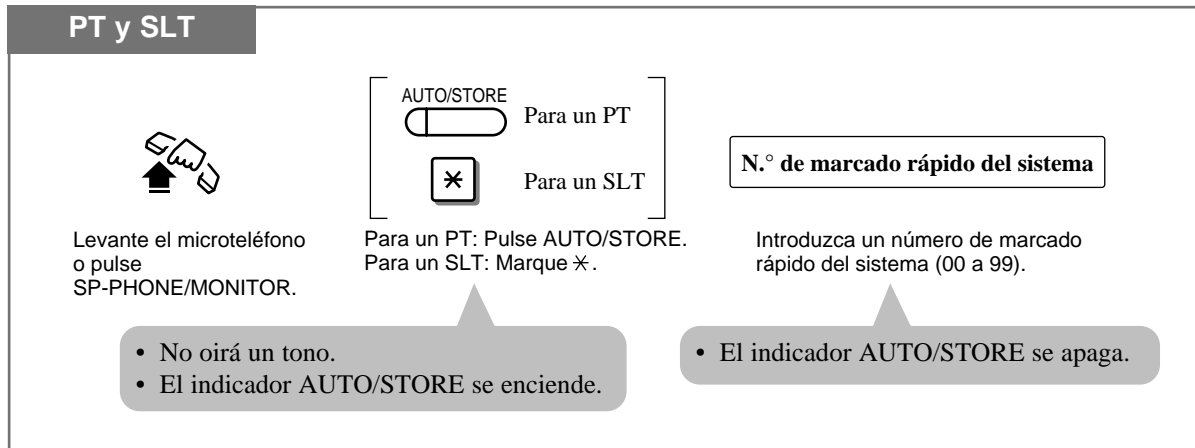 PT y SLT
AUTO/STORE
Para un PT
Para un SLT
N.° de marcado rápido del sistema
Levante el microteléfono
o pulse
SP-PHONE/MONITOR.
Para un PT: Pulse AUTO/STORE.
Para un SLT: Marque ✳.
Introduzca un número de marcado
rápido del sistema (00 a 99).
• No oirá un tono.
• El indicador AUTO/STORE se enciende.
• El indicador AUTO/STORE se apaga.